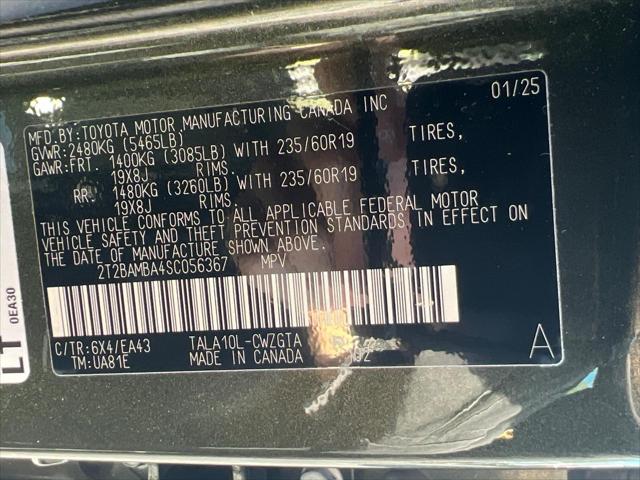 MFD.BY:TOYOTA MOTOR MANUFACTURING CANADA INC 01/25
GVWR:2480KG (5465LB)
GAWR:FRT. 1400KG (3085LB) WITH 235/60R19 TIRES,
19X8J RIMS.
RR. 1480KG (3260LB) WITH 235/60R19 TIRES,
19X8J RIMS.
THIS VEHICLE CONFORMS TO ALL APPLICABLE FEDERAL MOTOR
VEHICLE SAFETY AND THEFT PREVENTION STANDARDS IN EFFECT ON
THE DATE OF MANUFACTURE SHOWN ABOVE.
2T2BAMBA4SC056367 MPV
C/TR:6X4/EA43 TALA10L-CWZGTA
TM:UA81E MADE IN CANADA
A
LT
0EA30